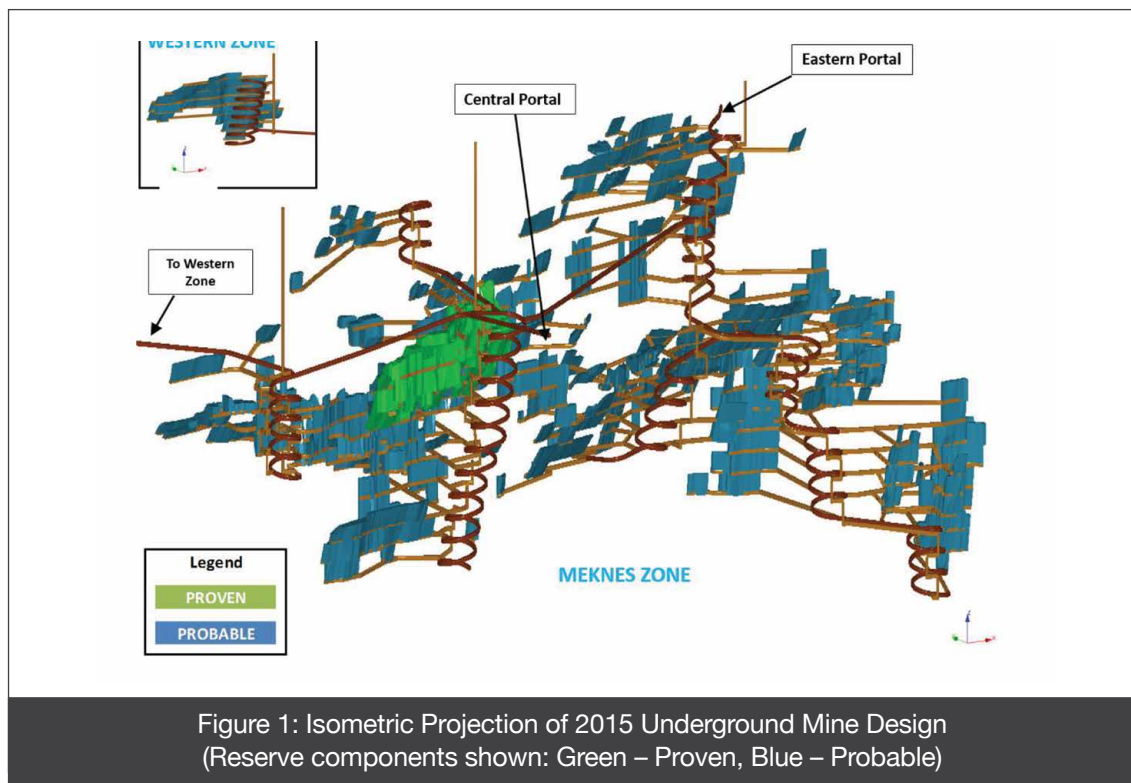 WESTERN ZONE
Eastern Portal
Central Portal
To Western
Zone
Legend
PROVEN
PROBABLE
MEKNES ZONE
Figure 1: Isometric Projection of 2015 Underground Mine Design
(Reserve components shown: Green – Proven, Blue – Probable)